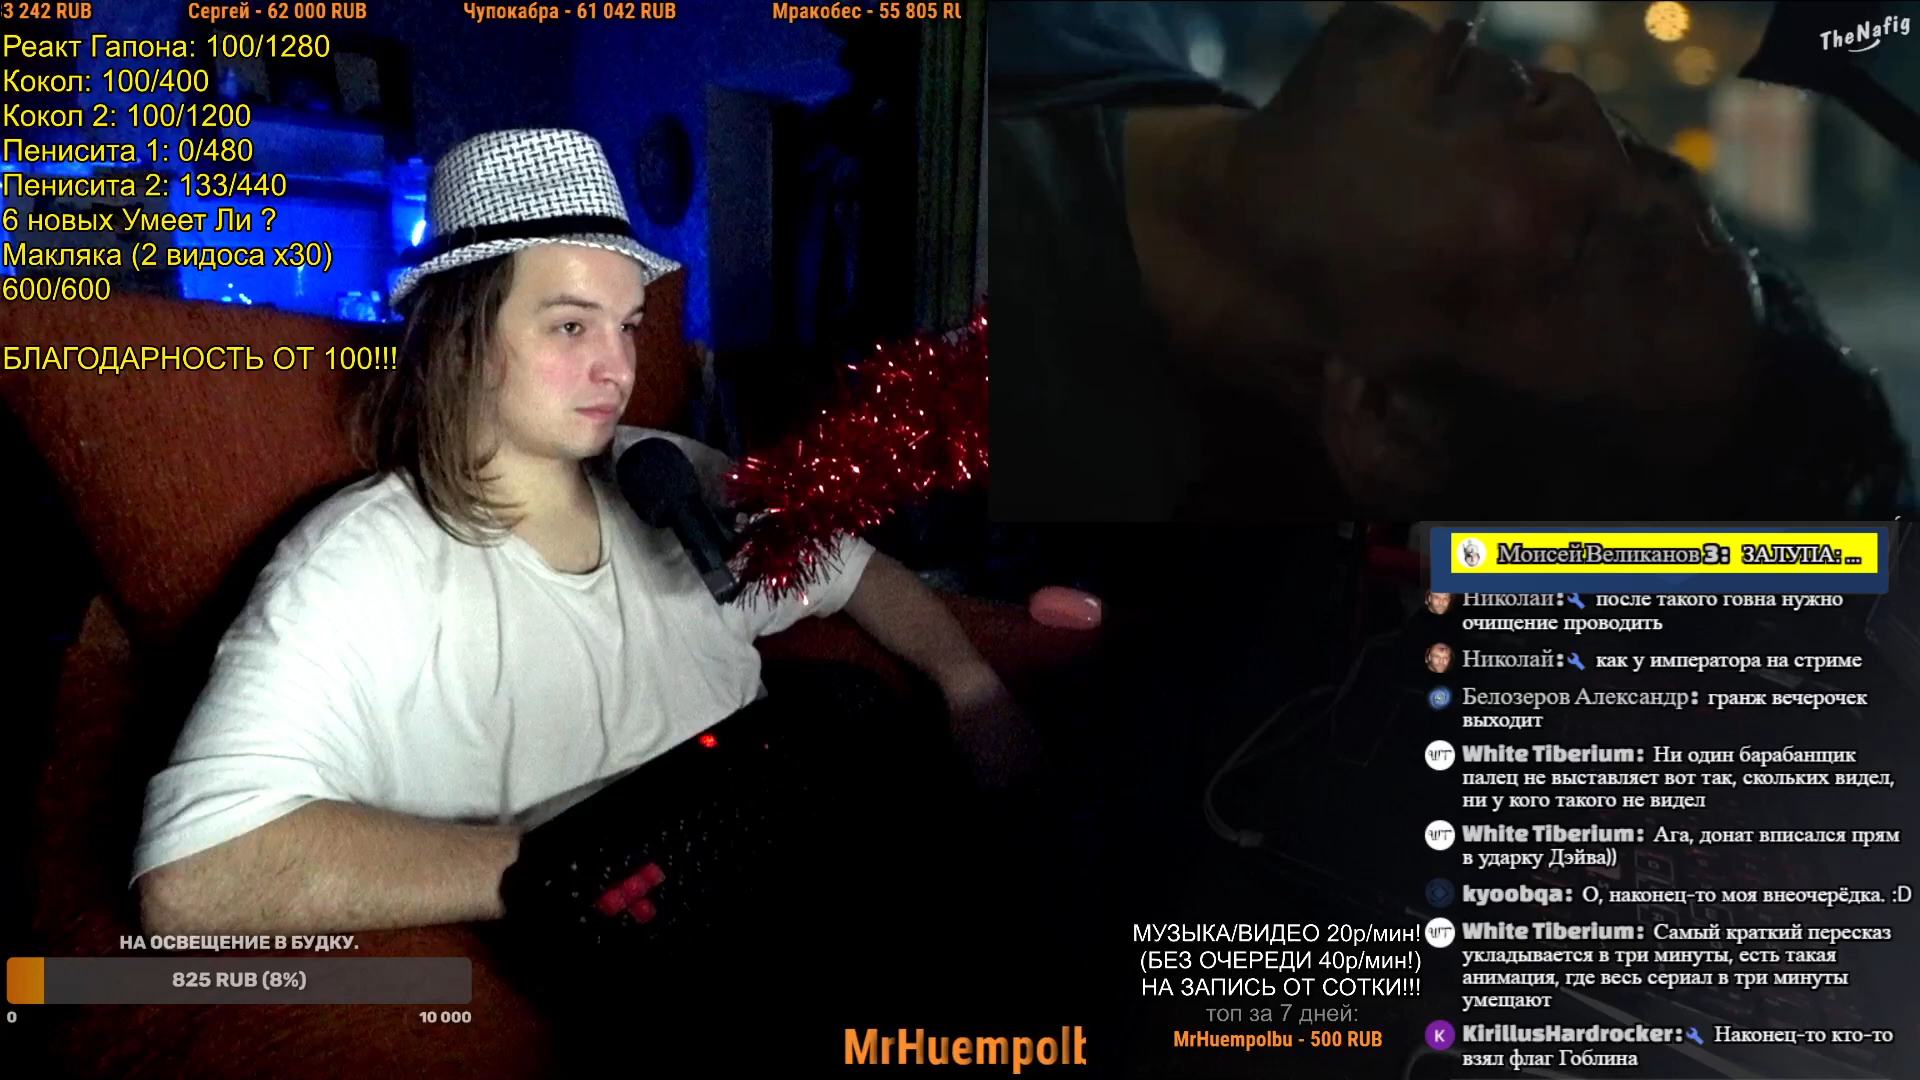 3 242 RUB Сергей - 62 000 RUB Чупокабра - 61 042 RUB Мракобес - 55 805 RU
Реакт Гапона: 100/1280
Кокол: 100/400
Кокол 2: 100/1200
Пенисита 1: 0/480
Пенисита 2: 133/440
6 новых Умеет Ли ?
Макляка (2 видоса х30)
600/600
БЛАГОДАРНОСТЬ ОТ 100!!!
TheNafig
Моисей Великанов 3: ЗАЛУПА: ...
Николай: после такого говна нужно
очищение проводить
Николай: как у императора на стриме
Белозеров Александр: гранж вечерочек
выходит
White Tiberium: Ни один барабанщик
палец не выставляет вот так, скольких видел,
ни у кого такого не видел
White Tiberium: Ага, донат вписался прям
в ударку Дэйва))
kyoobqa: О, наконец-то моя внеочерёдка. :D
White Tiberium: Самый краткий пересказ
укладывается в три минуты, есть такая
анимация, где весь сериал в три минуты
умещают
KirillusHardrocker: Наконец-то кто-то
взял флаг Гоблина
НА ОСВЕЩЕНИЕ В БУДКУ.
825 RUB (8%)
0 10 000
МУЗЫКА/ВИДЕО 20р/мин!
(БЕЗ ОЧЕРЕДИ 40р/мин!)
НА ЗАПИСЬ ОТ СОТКИ!!!
топ за 7 дней:
MrHuempolbu - 500 RUB
MrHuempolb